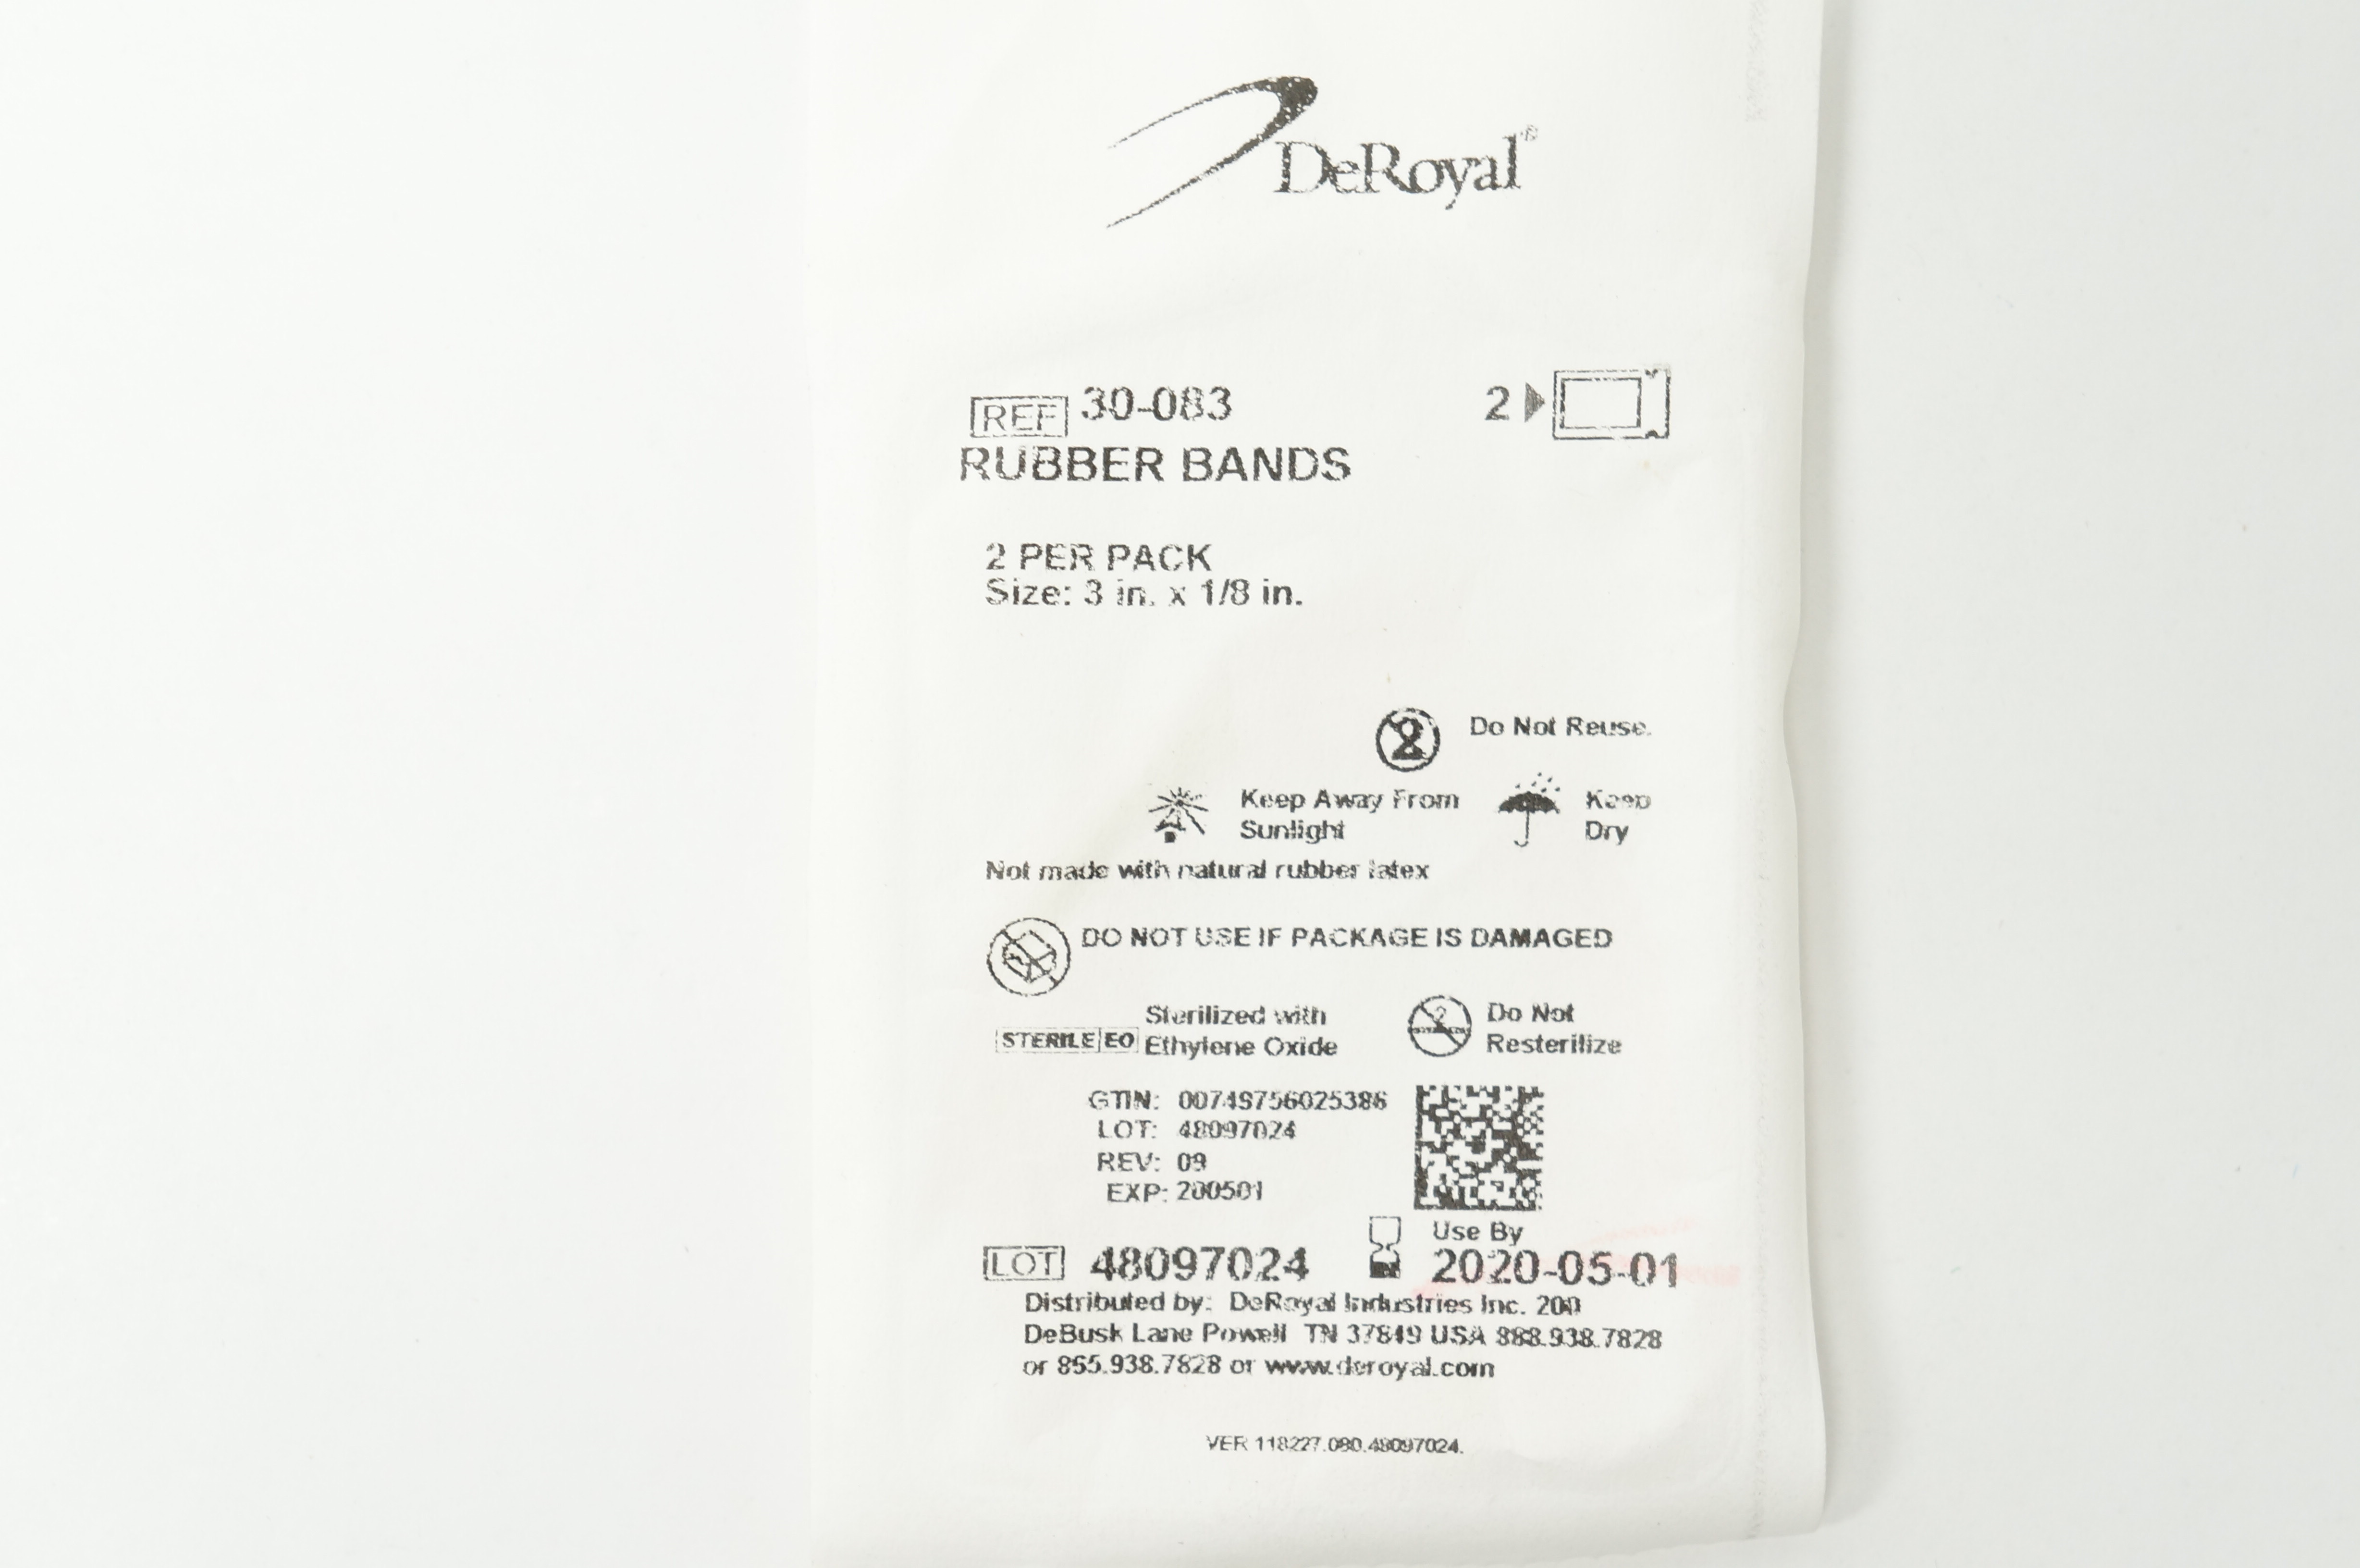 DeRoyal®
REF 30-083
2
RUBBER BANDS
2 PER PACK
Size: 3 in. x 1/8 in.
Do Not Reuse.
Keep Away From
Sunlight
Keep
Dry
Not made with natural rubber latex
DO NOT USE IF PACKAGE IS DAMAGED
STERILE EO
Sterilized with
Ethylene Oxide
2
Do Not
Resterilize
GTIN: 00749756025386
LOT: 48097024
REV: 09
EXP: 200501
Use By
LOT 48097024
2020-05-01
Distributed by: DeRoyal Industries Inc. 200
DeBusk Lane Powell TN 37849 USA 888.938.7828
or 865.938.7828 or www.deroyal.com
VER 118227.080.48097024.